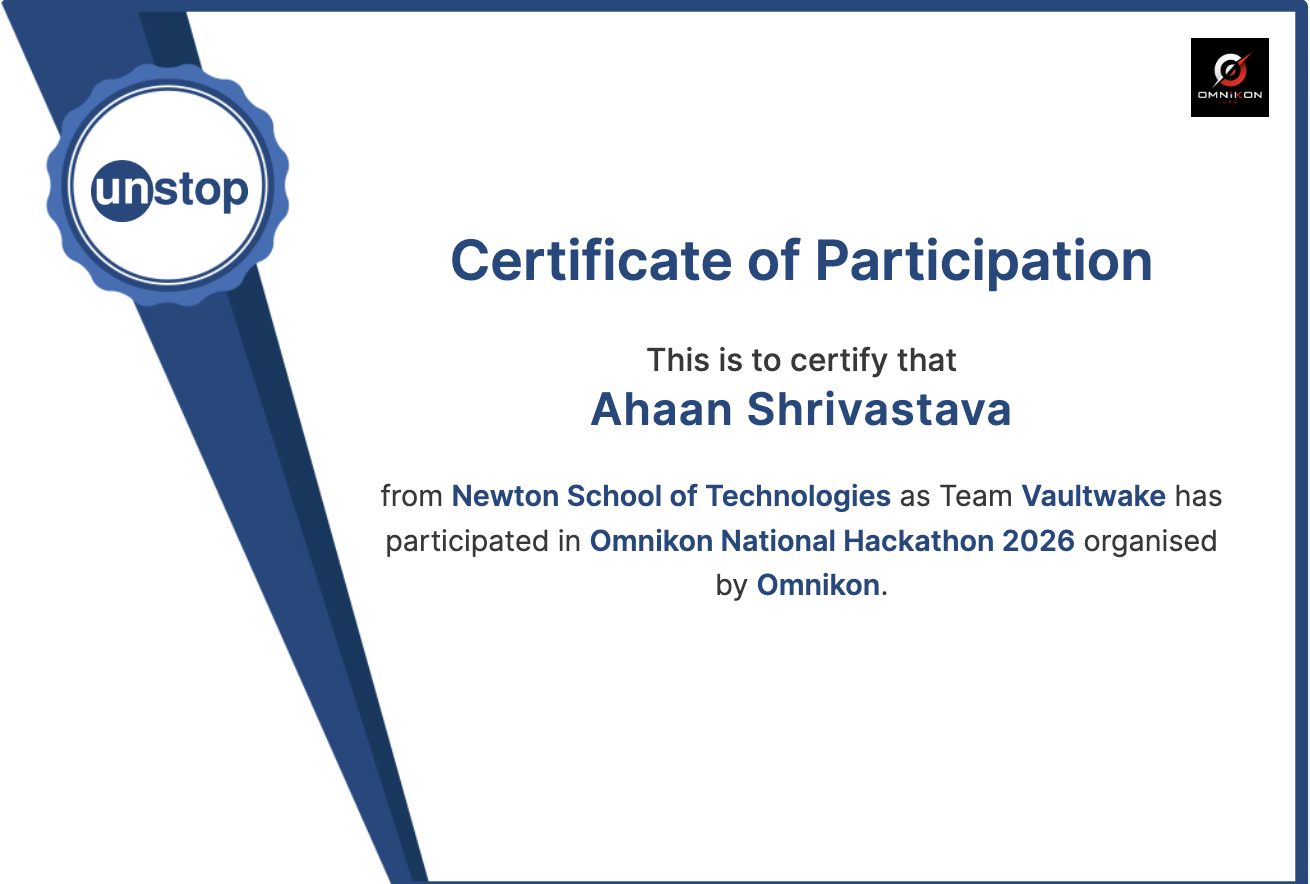 OMNIKON
unstop
Certificate of Participation
This is to certify that
Ahaan Shrivastava
from Newton School of Technologies as Team Vaultwake has
participated in Omnikon National Hackathon 2026 organised
by Omnikon.